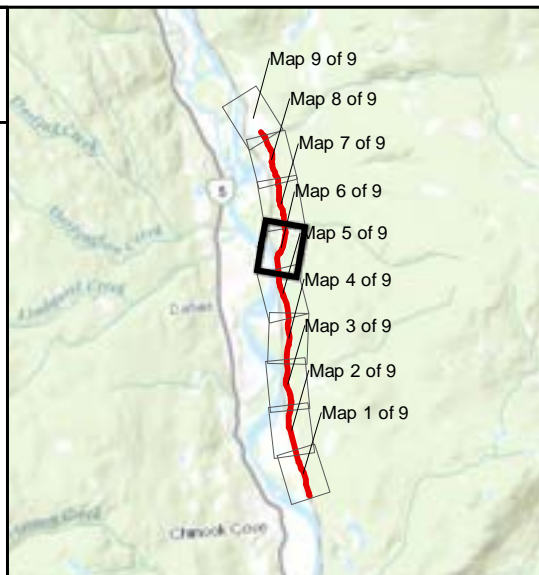 Map 9 of 9
Map 8 of 9
Map 7 of 9
Map 6 of 9
5
Map 5 of 9
Map 4 of 9
Map 3 of 9
Map 2 of 9
Map 1 of 9
Chinook Cove